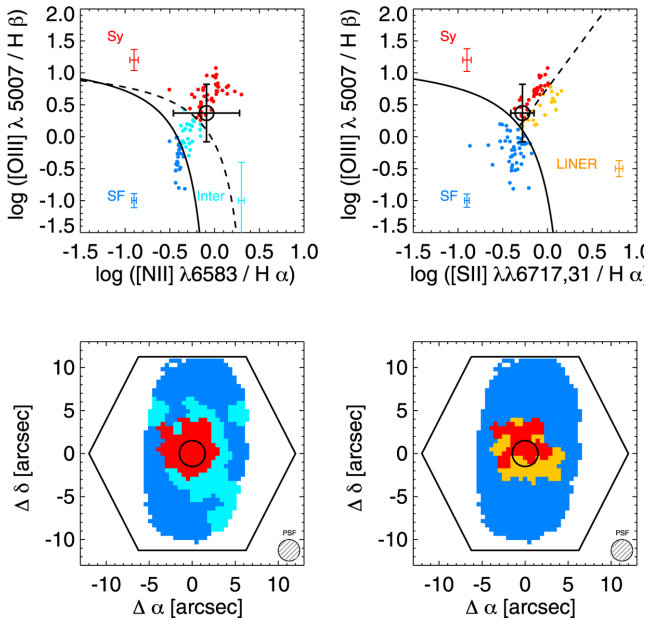 log ([OIII] λ 5007 / H β)
2.0
1.5
1.0
0.5
0.0
-0.5
-1.0
-1.5
Sy
SF
Inter
-1.5 -1.0 -0.5 0.0 0.5 1.0
log ([NII] λ6583 / H α)
log ([OIII] λ 5007 / H β)
2.0
1.5
1.0
0.5
0.0
-0.5
-1.0
-1.5
Sy
LINER
SF
-1.5 -1.0 -0.5 0.0 0.5 1.0
log ([SII] λλ6717,31 / H α)
Δ δ [arcsec]
10
5
0
-5
-10
PSF
-10 -5 0 5 10
Δ α [arcsec]
Δ δ [arcsec]
10
5
0
-5
-10
PSF
-10 -5 0 5 10
Δ α [arcsec]